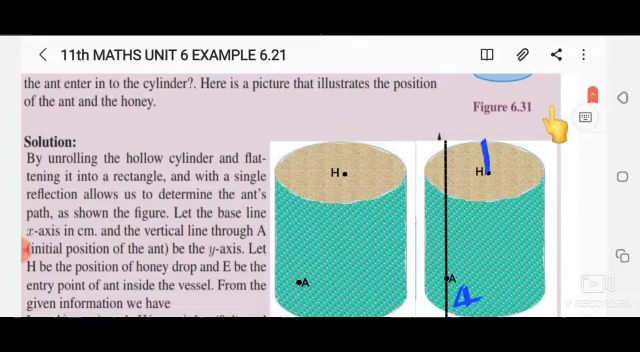 11th MATHS UNIT 6 EXAMPLE 6.21
the ant enter in to the cylinder?. Here is a picture that illustrates the position
of the ant and the honey.
Figure 6.31
Solution:
By unrolling the hollow cylinder and flat-
tening it into a rectangle, and with a single
reflection allows us to determine the ant's
path, as shown the figure. Let the base line
x-axis in cm. and the vertical line through A
(initial position of the ant) be the y-axis. Let
H be the position of honey drop and E be the
entry point of ant inside the vessel. From the
given information we have
H
A
H
1
A
4
V RECORDER